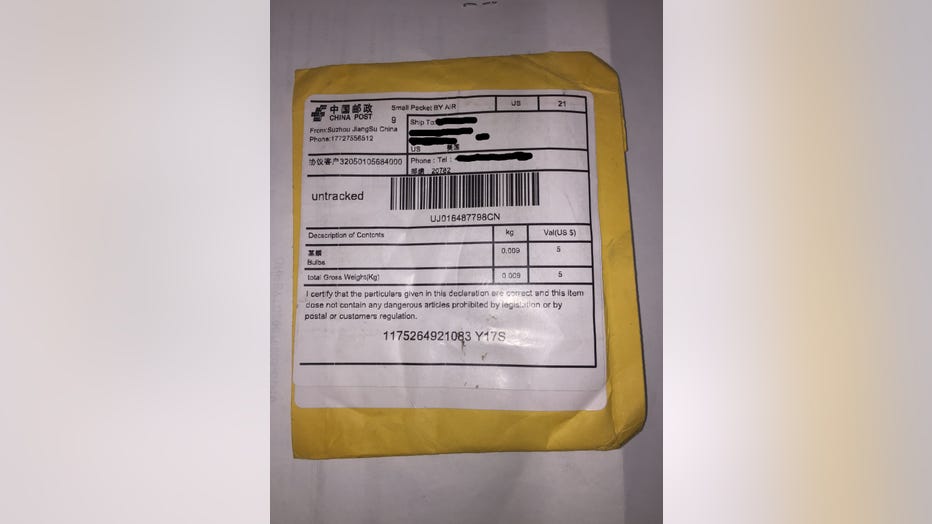 中国邮政
CHINA POST
Small Packet BY AIR
US
21
9
From:Suzhou JiangSu China
Phone:17727556512
Ship To:
US 美国
协议客户32050105684000
Phone : Tel :
邮编 20782
untracked
UJ016487798CN
Description of Contents
kg
Val(US $)
Bulbs
0.009
5
total Gross Weight(Kg)
0.009
5
I certify that the particulars given in this declaration are correct and this item
dose not contain any dangerous articles prohibited by legislation or by
postal or customers regulation.
1175264921083 Y17S